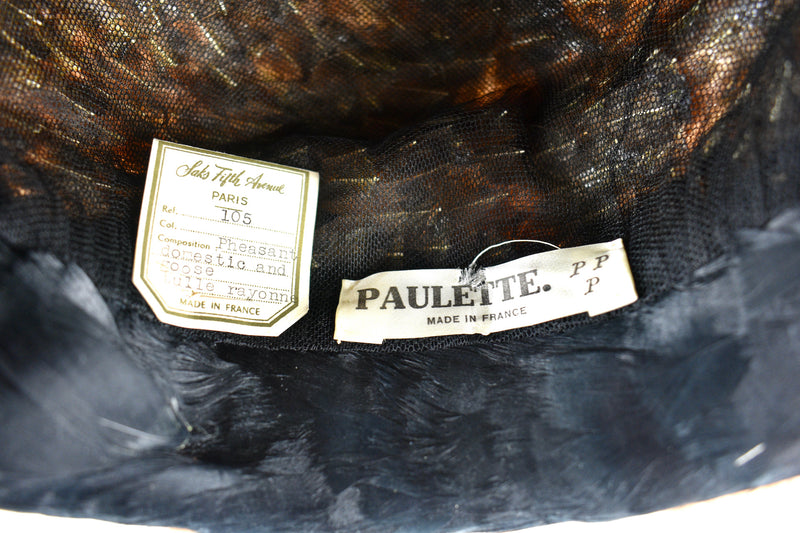 Saks Fifth Avenue
PARIS
Ref. 105
Col.
Composition Pheasant
domestic and
goose
tulle rayonne
MADE IN FRANCE
PAULETTE.
MADE IN FRANCE
P P
P